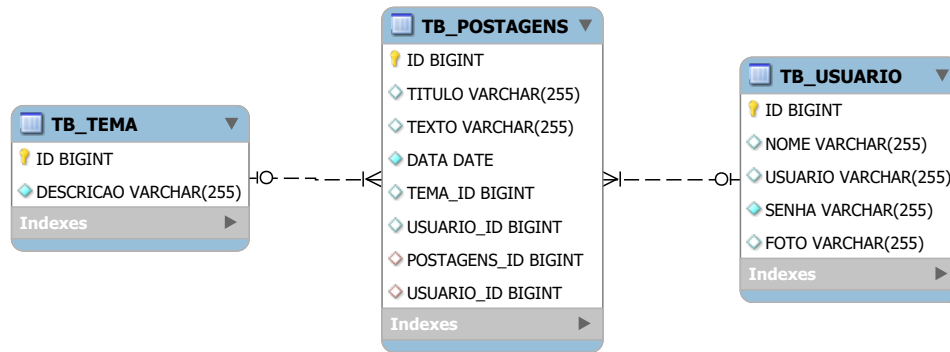 TB_TEMA
ID BIGINT
DESCRICAO VARCHAR(255)
Indexes
TB_POSTAGENS
ID BIGINT
TITULO VARCHAR(255)
TEXTO VARCHAR(255)
DATA DATE
TEMA_ID BIGINT
USUARIO_ID BIGINT
POSTAGENS_ID BIGINT
USUARIO_ID BIGINT
Indexes
TB_USUARIO
ID BIGINT
NOME VARCHAR(255)
USUARIO VARCHAR(255)
SENHA VARCHAR(255)
FOTO VARCHAR(255)
Indexes